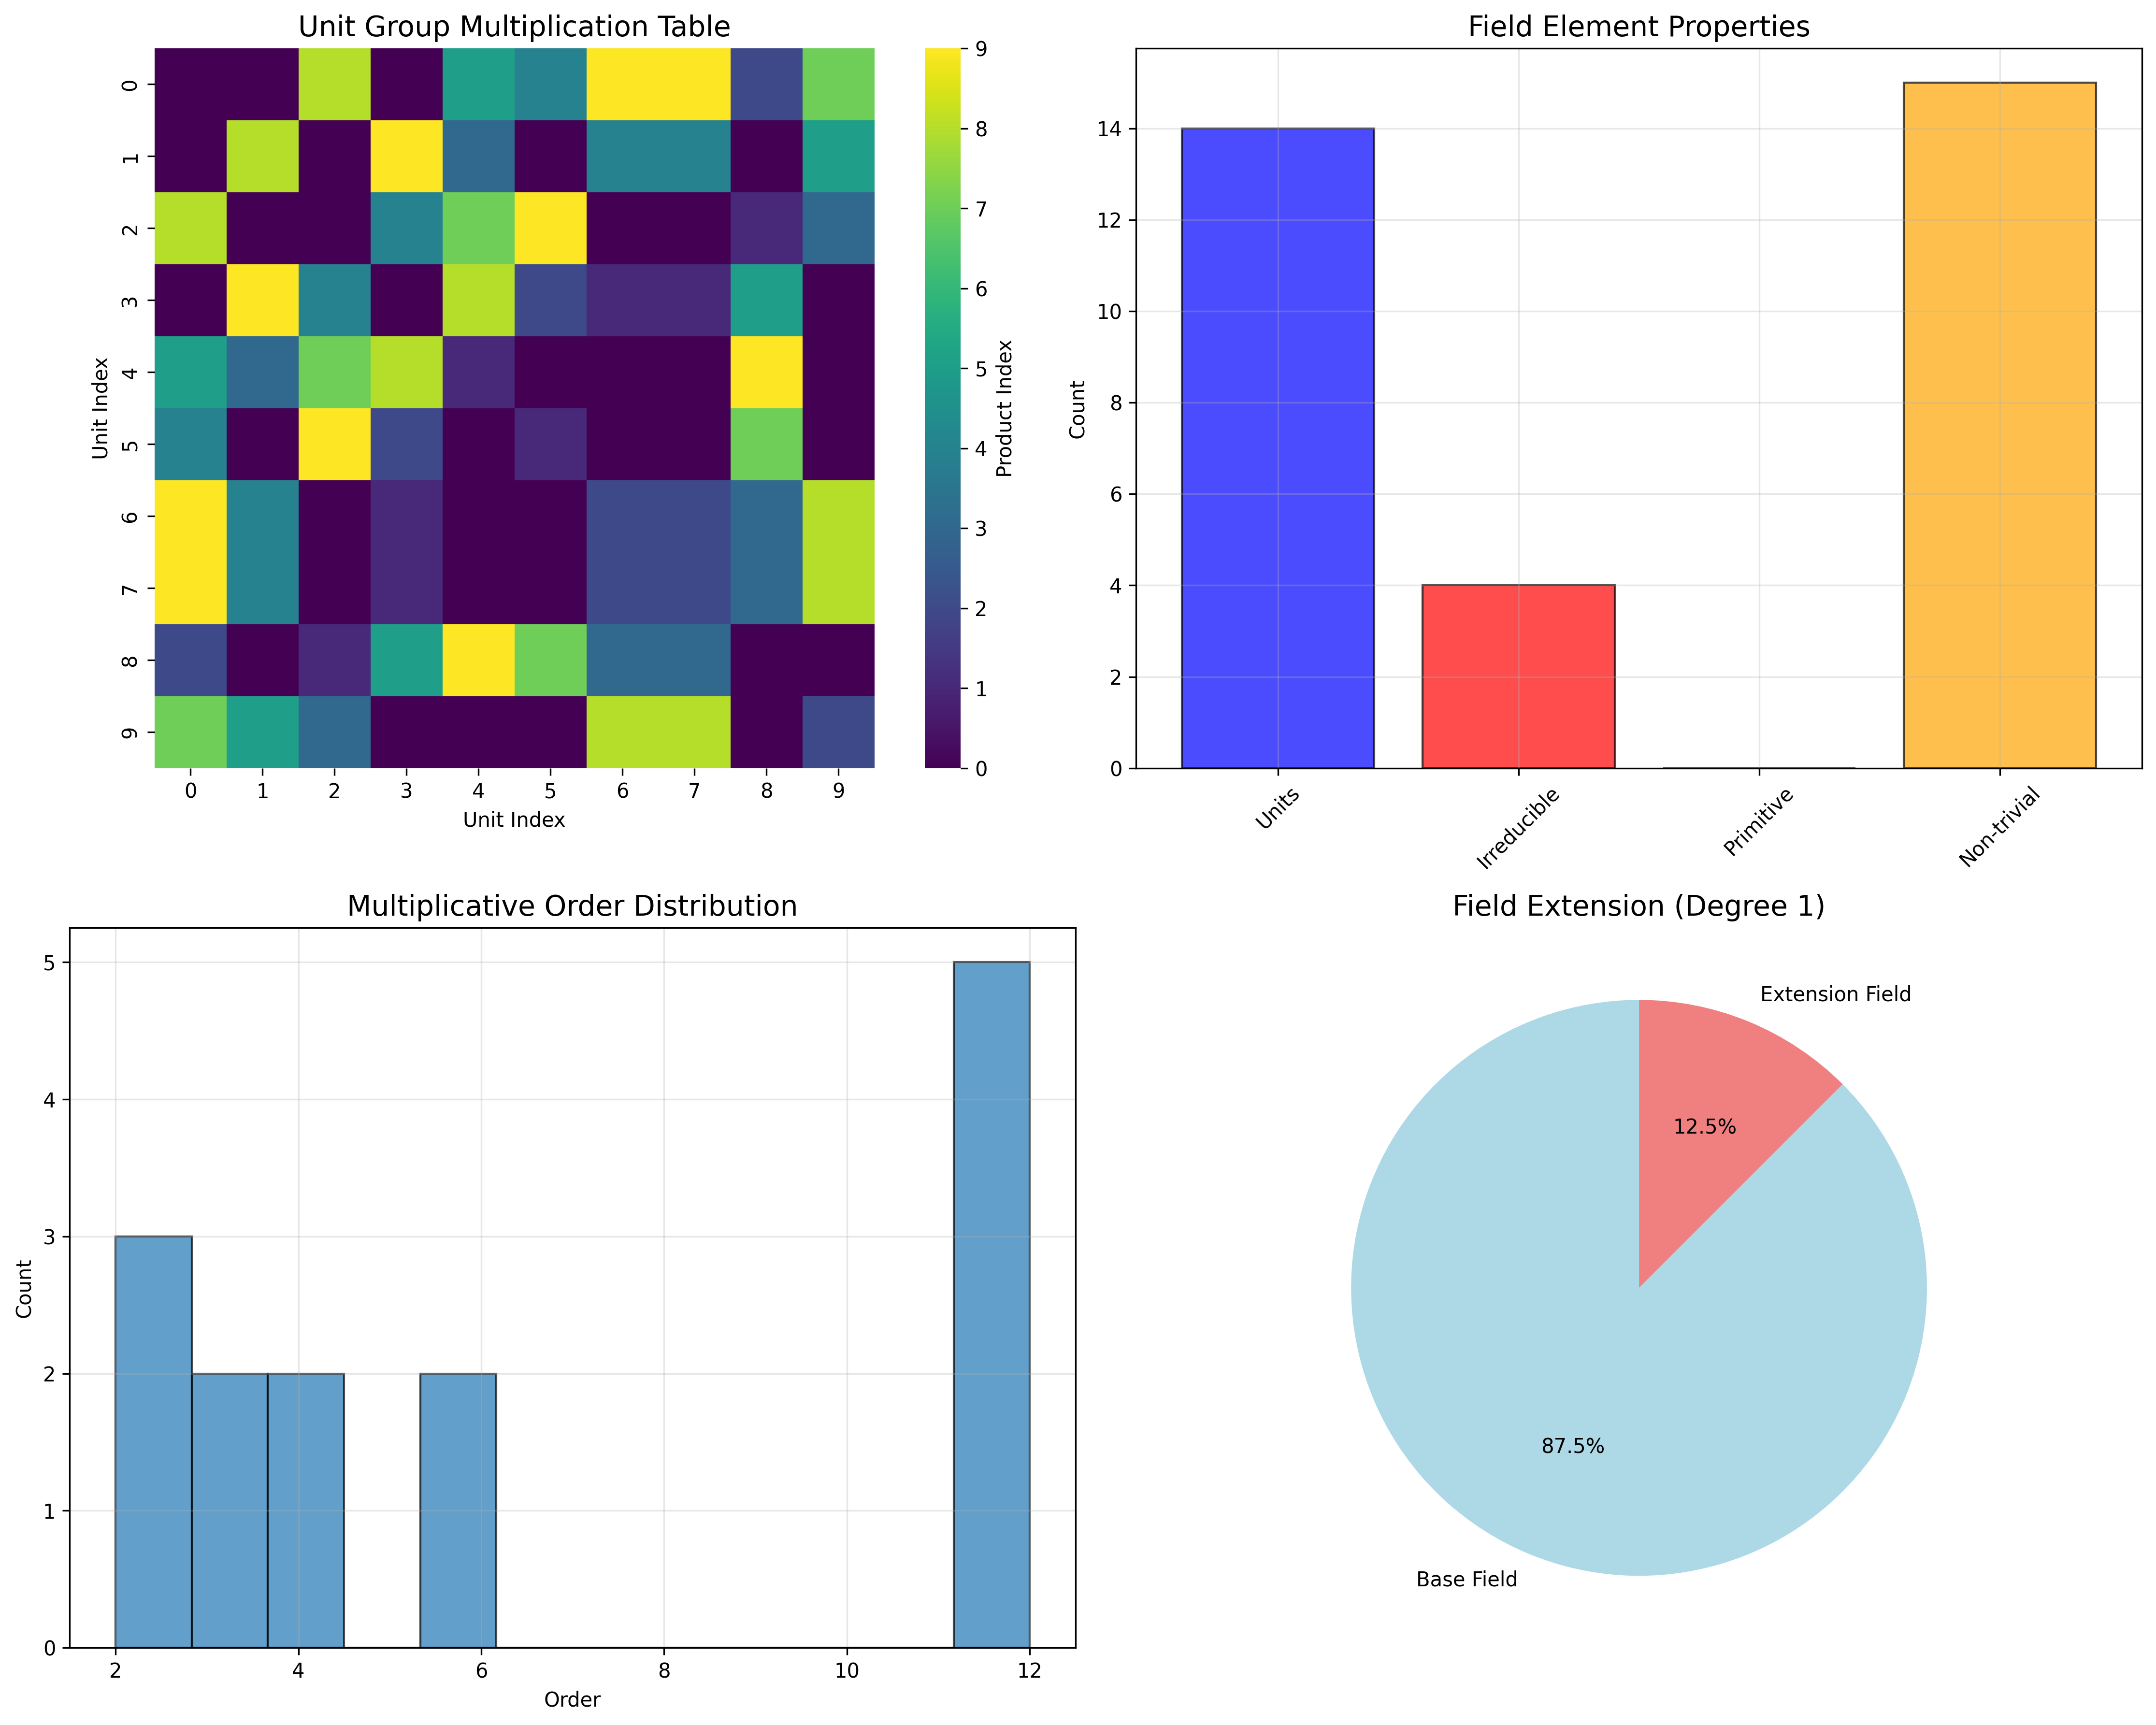 Unit Group Multiplication Table
0
1
2
3
4
5
6
7
8
9
Unit Index
0 1 2 3 4 5 6 7 8 9
Unit Index
9
8
7
6
5
4
3
2
1
0
Product Index
Field Element Properties
14
12
10
8
6
4
2
0
Count
Units Irreducible Primitive Non-trivial
Multiplicative Order Distribution
5
4
3
2
1
0
Count
2 4 6 8 10 12
Order
Field Extension (Degree 1)
Extension Field
12.5%
87.5%
Base Field